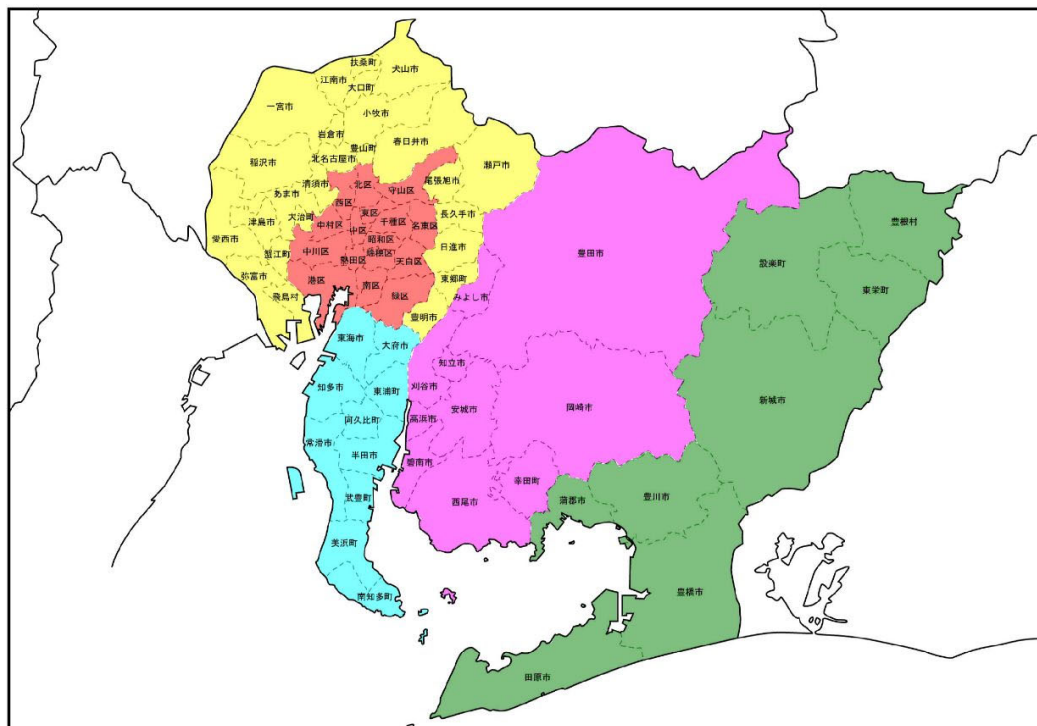 扶桑町
犬山市
江南市
大口町
一宮市
小牧市
岩倉市
豊山町
春日井市
北名古屋市
稲沢市
瀬戸市
清須市
北区
守山区
尾張旭市
あま市
西区
東区
長久手市
津島市
大治町
中村区
中区
千種区
名東区
愛西市
昭和区
日進市
蟹江町
中川区
熱田区
瑞穂区
天白区
弥富市
港区
南区
緑区
東郷町
飛島村
豊明市
みよし市
豊田市
豊根村
設楽町
東栄町
東海市
大府市
知立市
知多市
東浦町
刈谷市
安城市
岡崎市
新城市
高浜市
阿久比町
常滑市
半田市
碧南市
幸田町
西尾市
蒲郡市
豊川市
武豊町
美浜町
南知多町
豊橋市
田原市